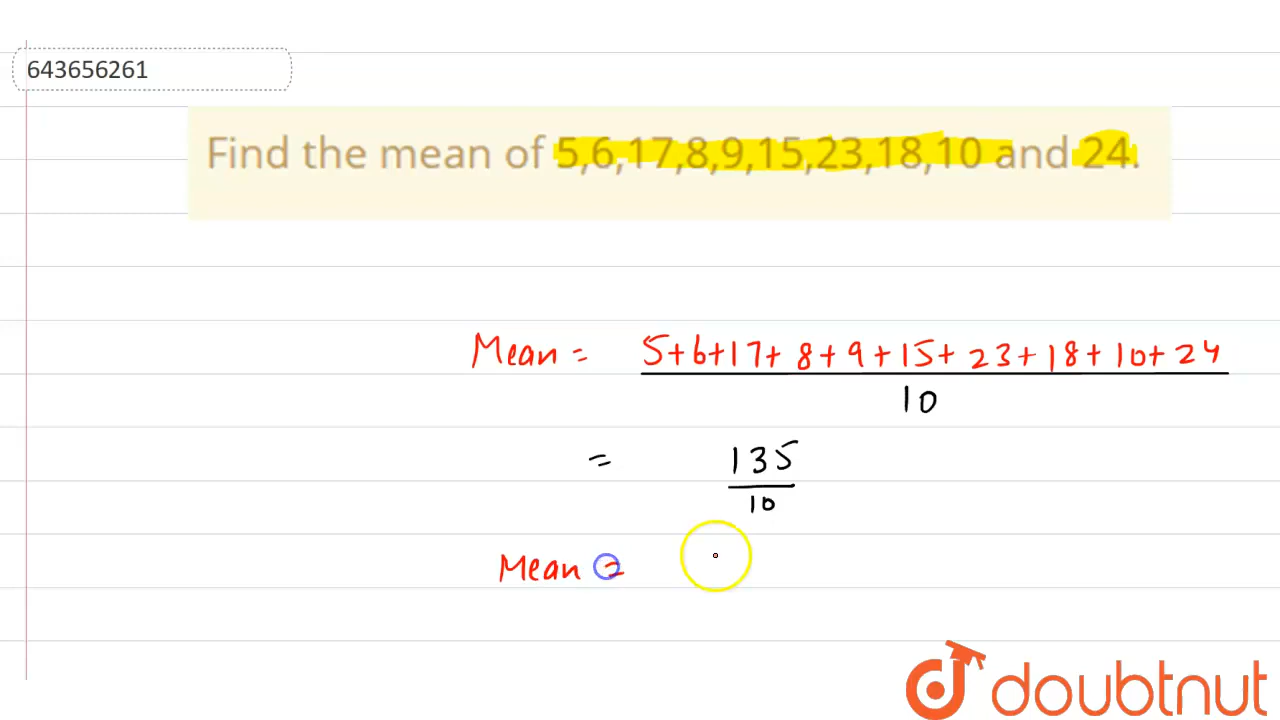 643656261
Find the mean of 5,6,17,8,9,15,23,18,10 and 24.
Mean = 5+6+17+8+9+15+23+18+10+24
10
= 135
10
Mean =
doubtnut